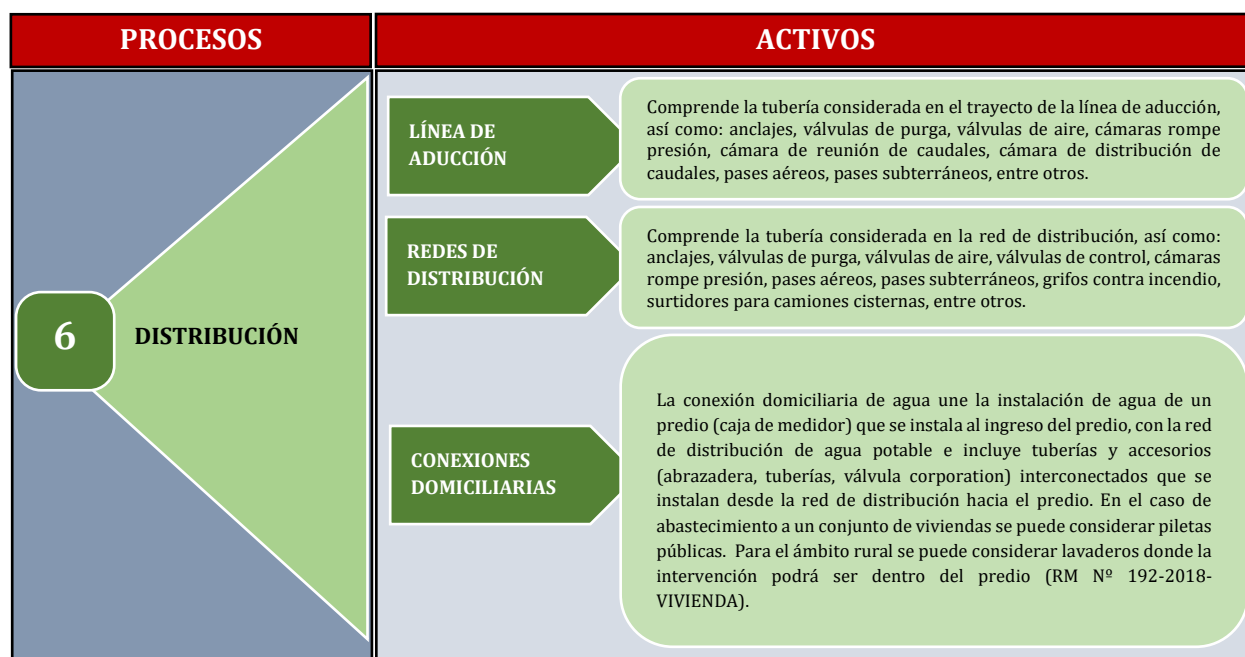 PROCESOS
ACTIVOS
6
DISTRIBUCIÓN
LÍNEA DE
ADUCCIÓN
Comprende la tubería considerada en el trayecto de la línea de aducción,
así como: anclajes, válvulas de purga, válvulas de aire, cámaras rompe
presión, cámara de reunión de caudales, cámara de distribución de
caudales, pases aéreos, pases subterráneos, entre otros.
REDES DE
DISTRIBUCIÓN
Comprende la tubería considerada en la red de distribución, así como:
anclajes, válvulas de purga, válvulas de aire, válvulas de control, cámaras
rompe presión, pases aéreos, pases subterráneos, grifos contra incendio,
surtidores para camiones cisternas, entre otros.
CONEXIONES
DOMICILIARIAS
La conexión domiciliaria de agua une la instalación de agua de un
predio (caja de medidor) que se instala al ingreso del predio, con la red
de distribución de agua potable e incluye tuberías y accesorios
(abrazadera, tuberías, válvula corporation) interconectados que se
instalan desde la red de distribución hacia el predio. En el caso de
abastecimiento a un conjunto de viviendas se puede considerar piletas
públicas. Para el ámbito rural se puede considerar lavaderos donde la
intervención podrá ser dentro del predio (RM Nº 192-2018-
VIVIENDA).